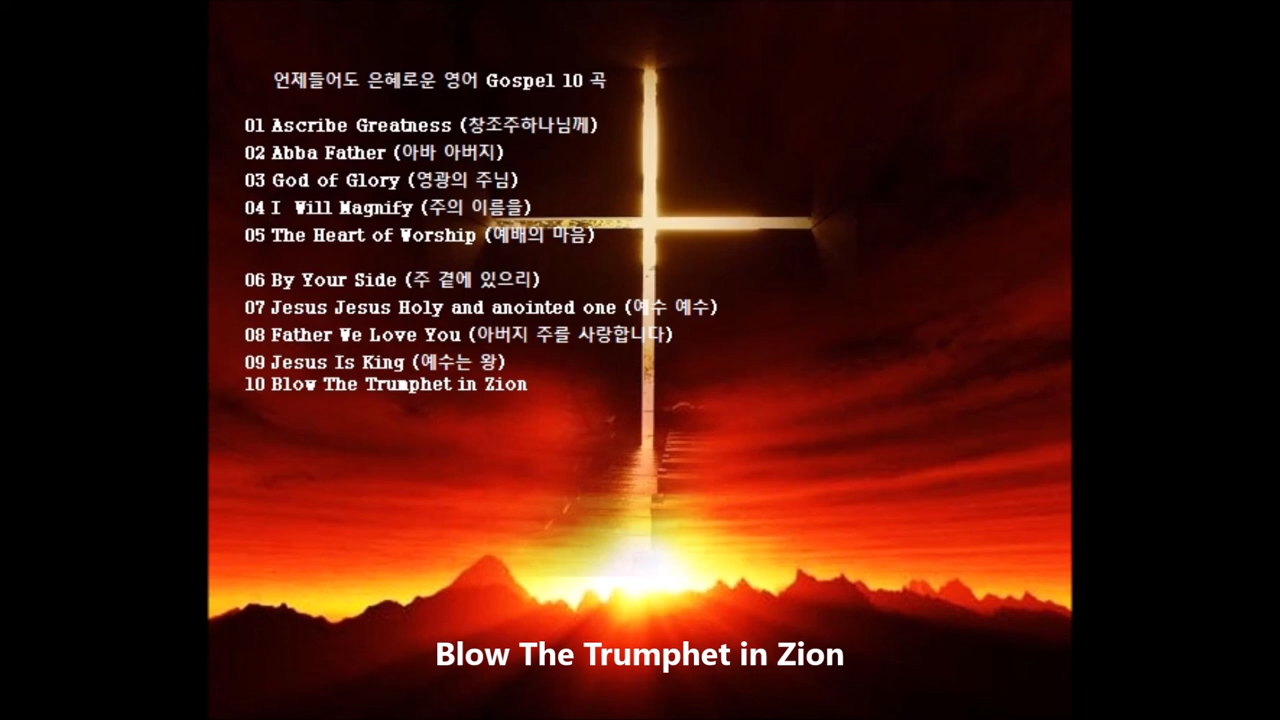 언제들어도 은혜로운 영어 Gospel 10 곡
01 Ascribe Greatness (창조주하나님께)
02 Abba Father (아바 아버지)
03 God of Glory (영광의 주님)
04 I Will Magnify (주의 이름을)
05 The Heart of Worship (예배의 마음)
06 By Your Side (주 곁에 있으리)
07 Jesus Jesus Holy and anointed one (예수 예수)
08 Father We Love You (아버지 주를 사랑합니다)
09 Jesus Is King (예수는 왕)
10 Blow The Trumphet in Zion
Blow The Trumphet in Zion